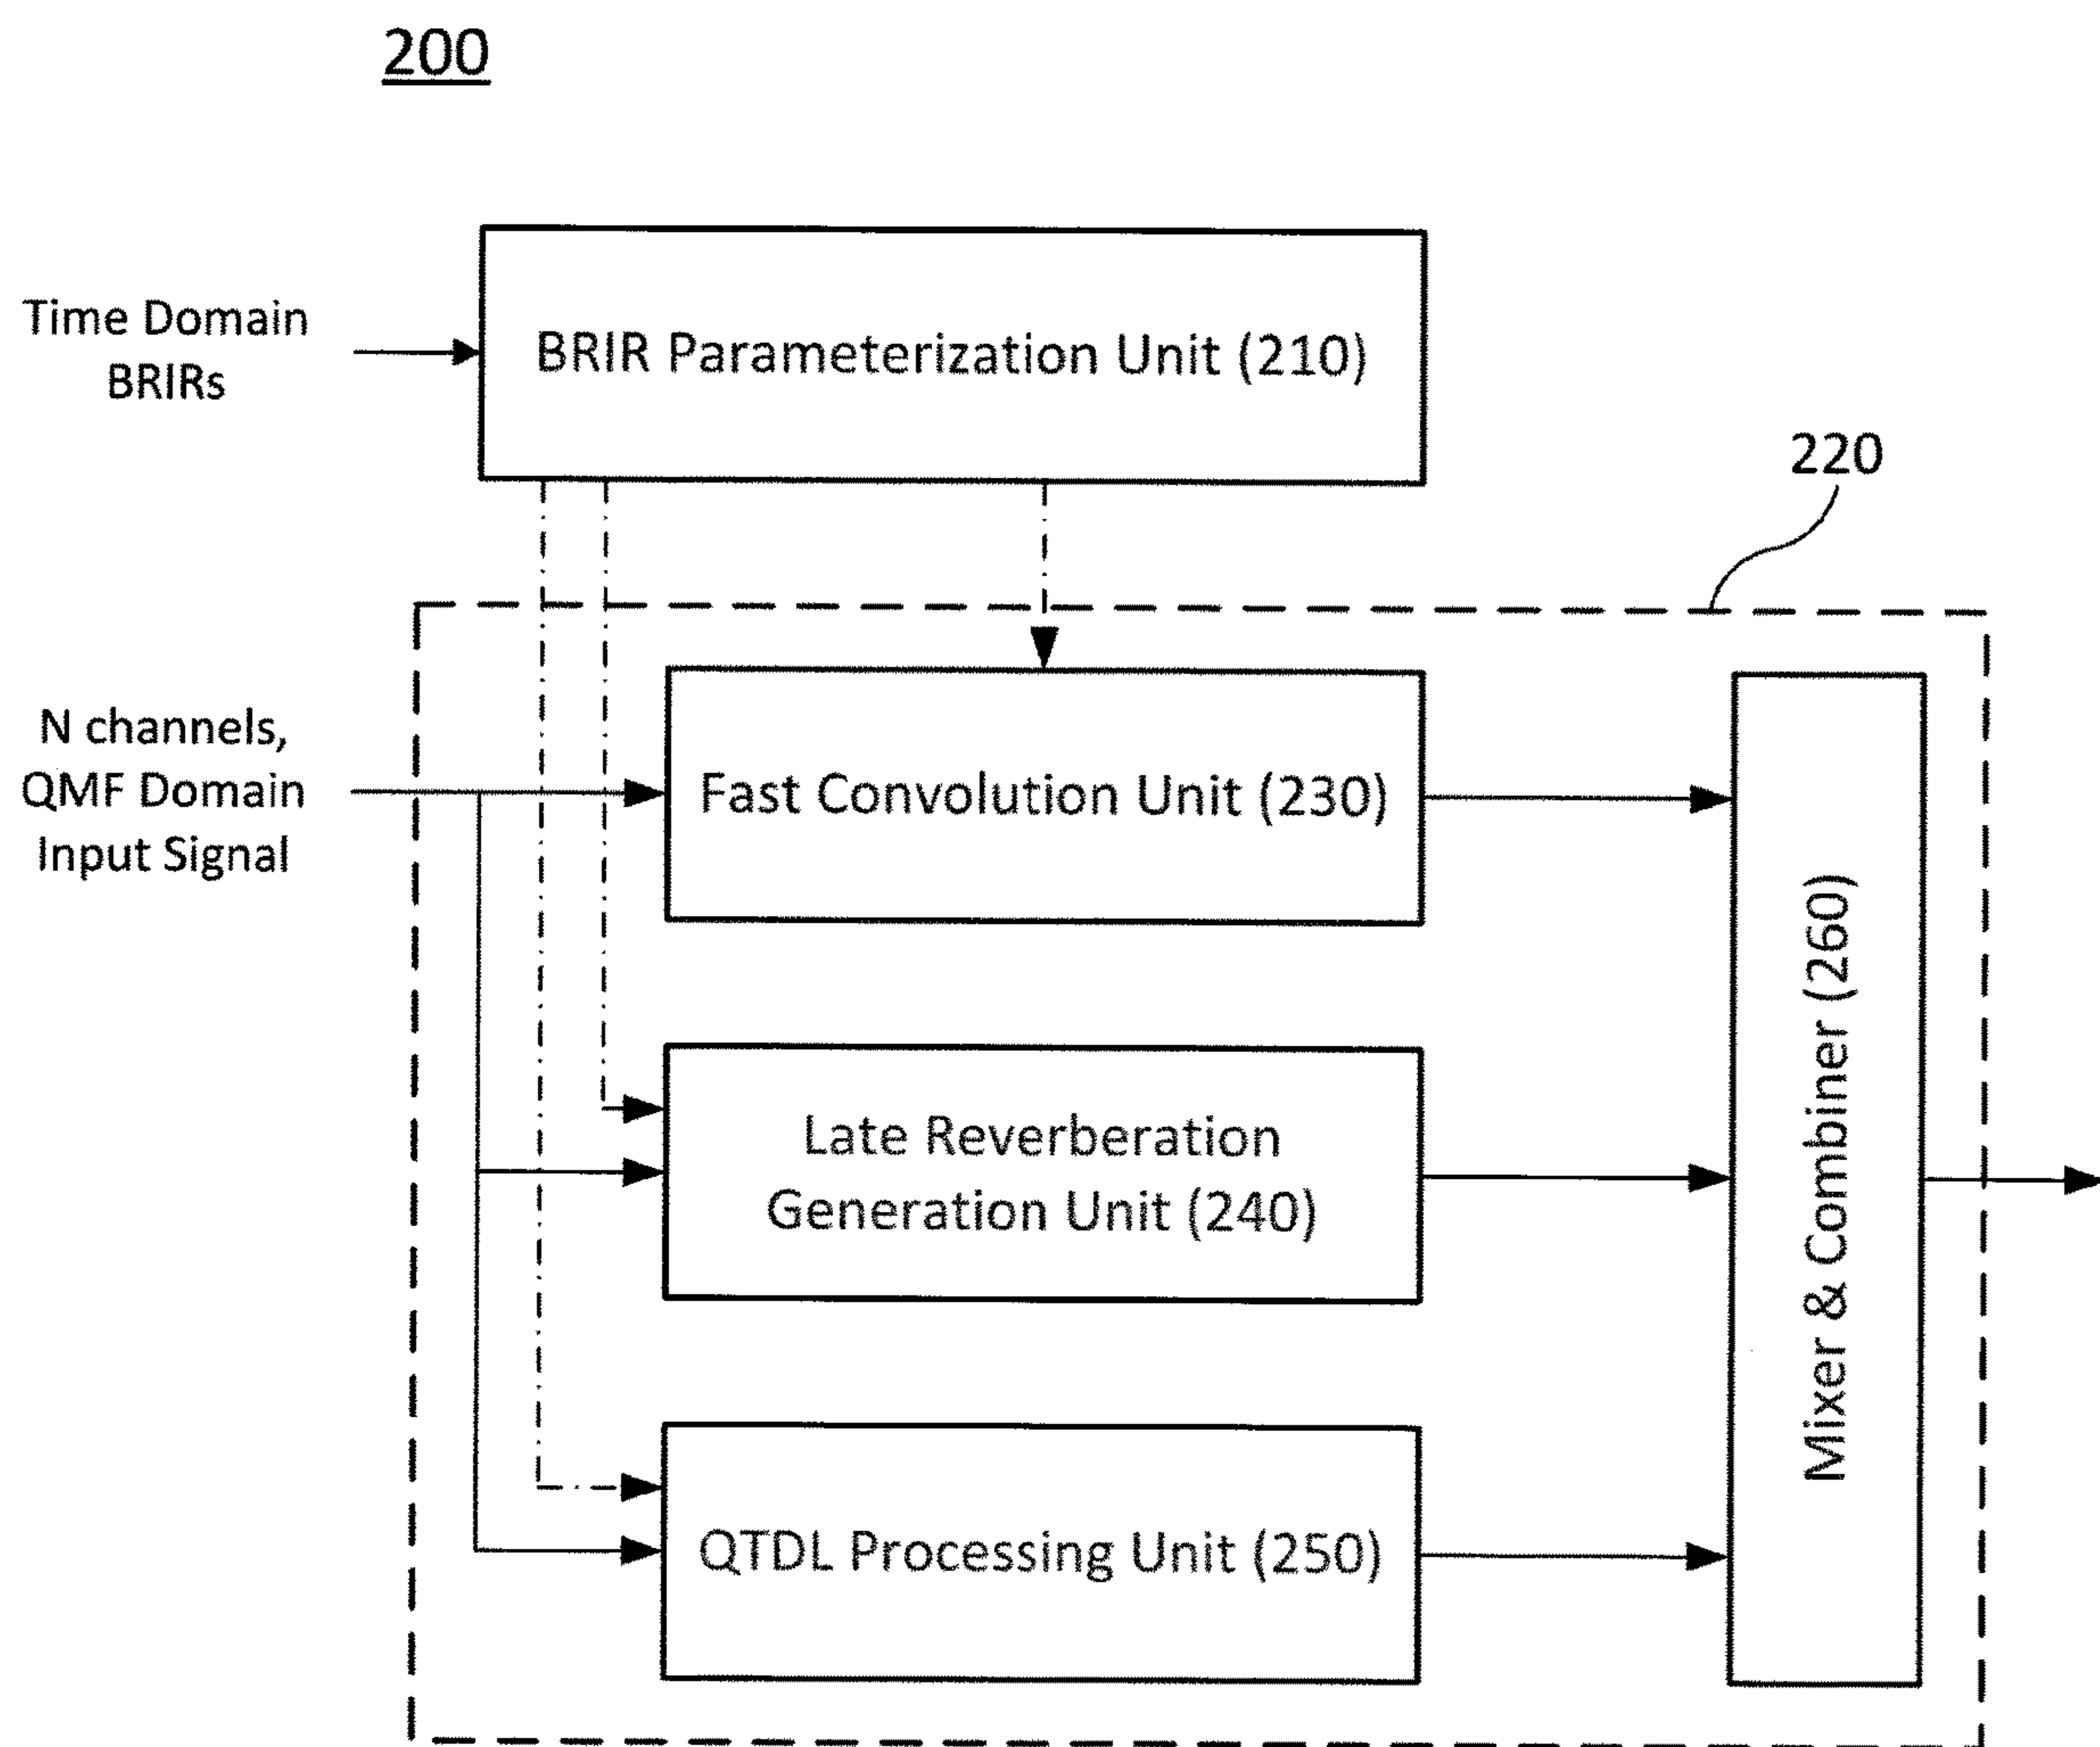 200
Time Domain
BRIRs
BRIR Parameterization Unit (210)
220
N channels,
QMF Domain
Input Signal
Fast Convolution Unit (230)
Late Reverberation
Generation Unit (240)
QTDL Processing Unit (250)
Mixer & Combiner (260)